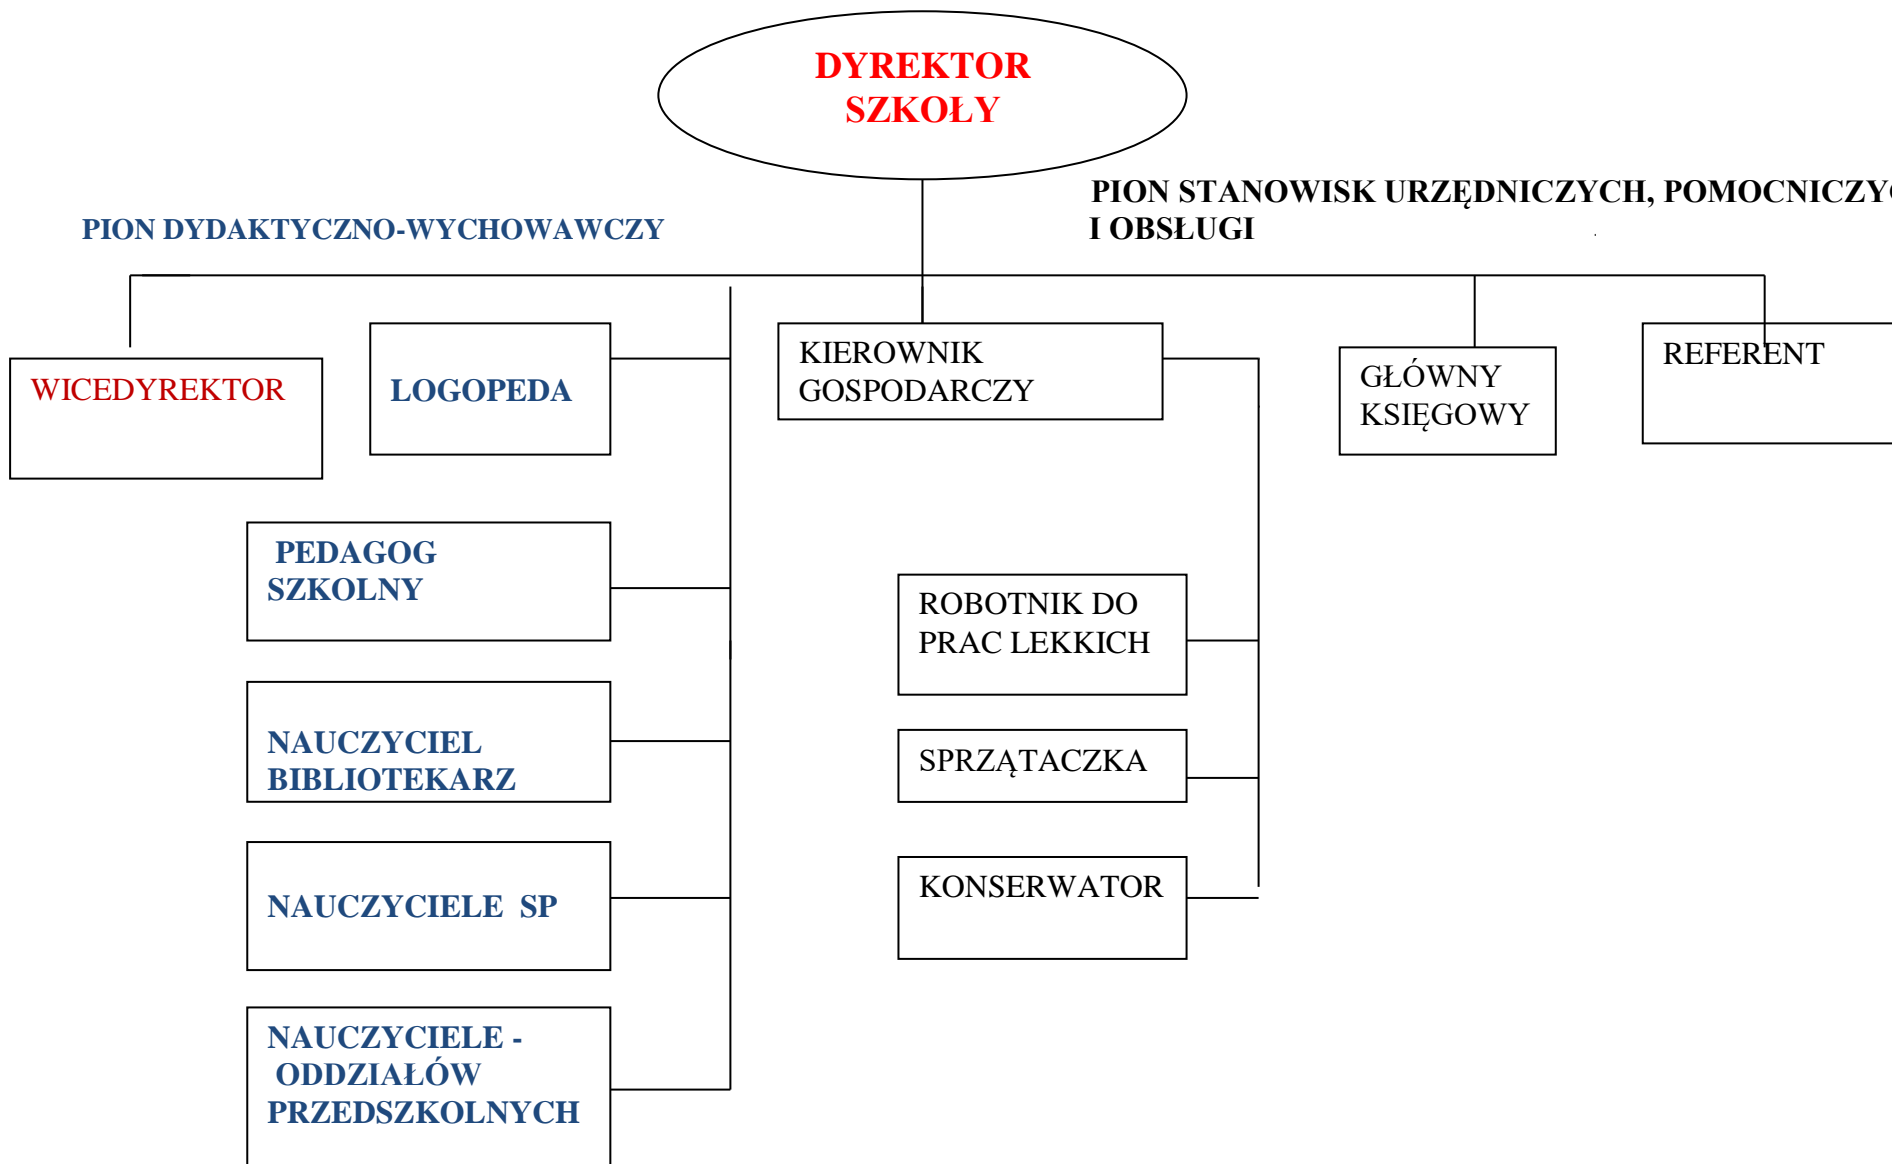 DYREKTOR
SZKOŁY
PION DYDAKTYCZNO-WYCHOWAWCZY
PION STANOWISK URZĘDNICZYCH, POMOCNICZY
I OBSŁUGI
WICEDYREKTOR
LOGOPEDA
KIEROWNIK
GOSPODARCZY
GŁÓWNY
KSIĘGOWY
REFERENT
PEDAGOG
SZKOLNY
NAUCZYCIEL
BIBLIOTEKARZ
NAUCZYCIELE SP
NAUCZYCIELE -
ODDZIAŁÓW
PRZEDSZKOLNYCH
ROBOTNIK DO
PRAC LEKKICH
SPRZĄTACZKA
KONSERWATOR